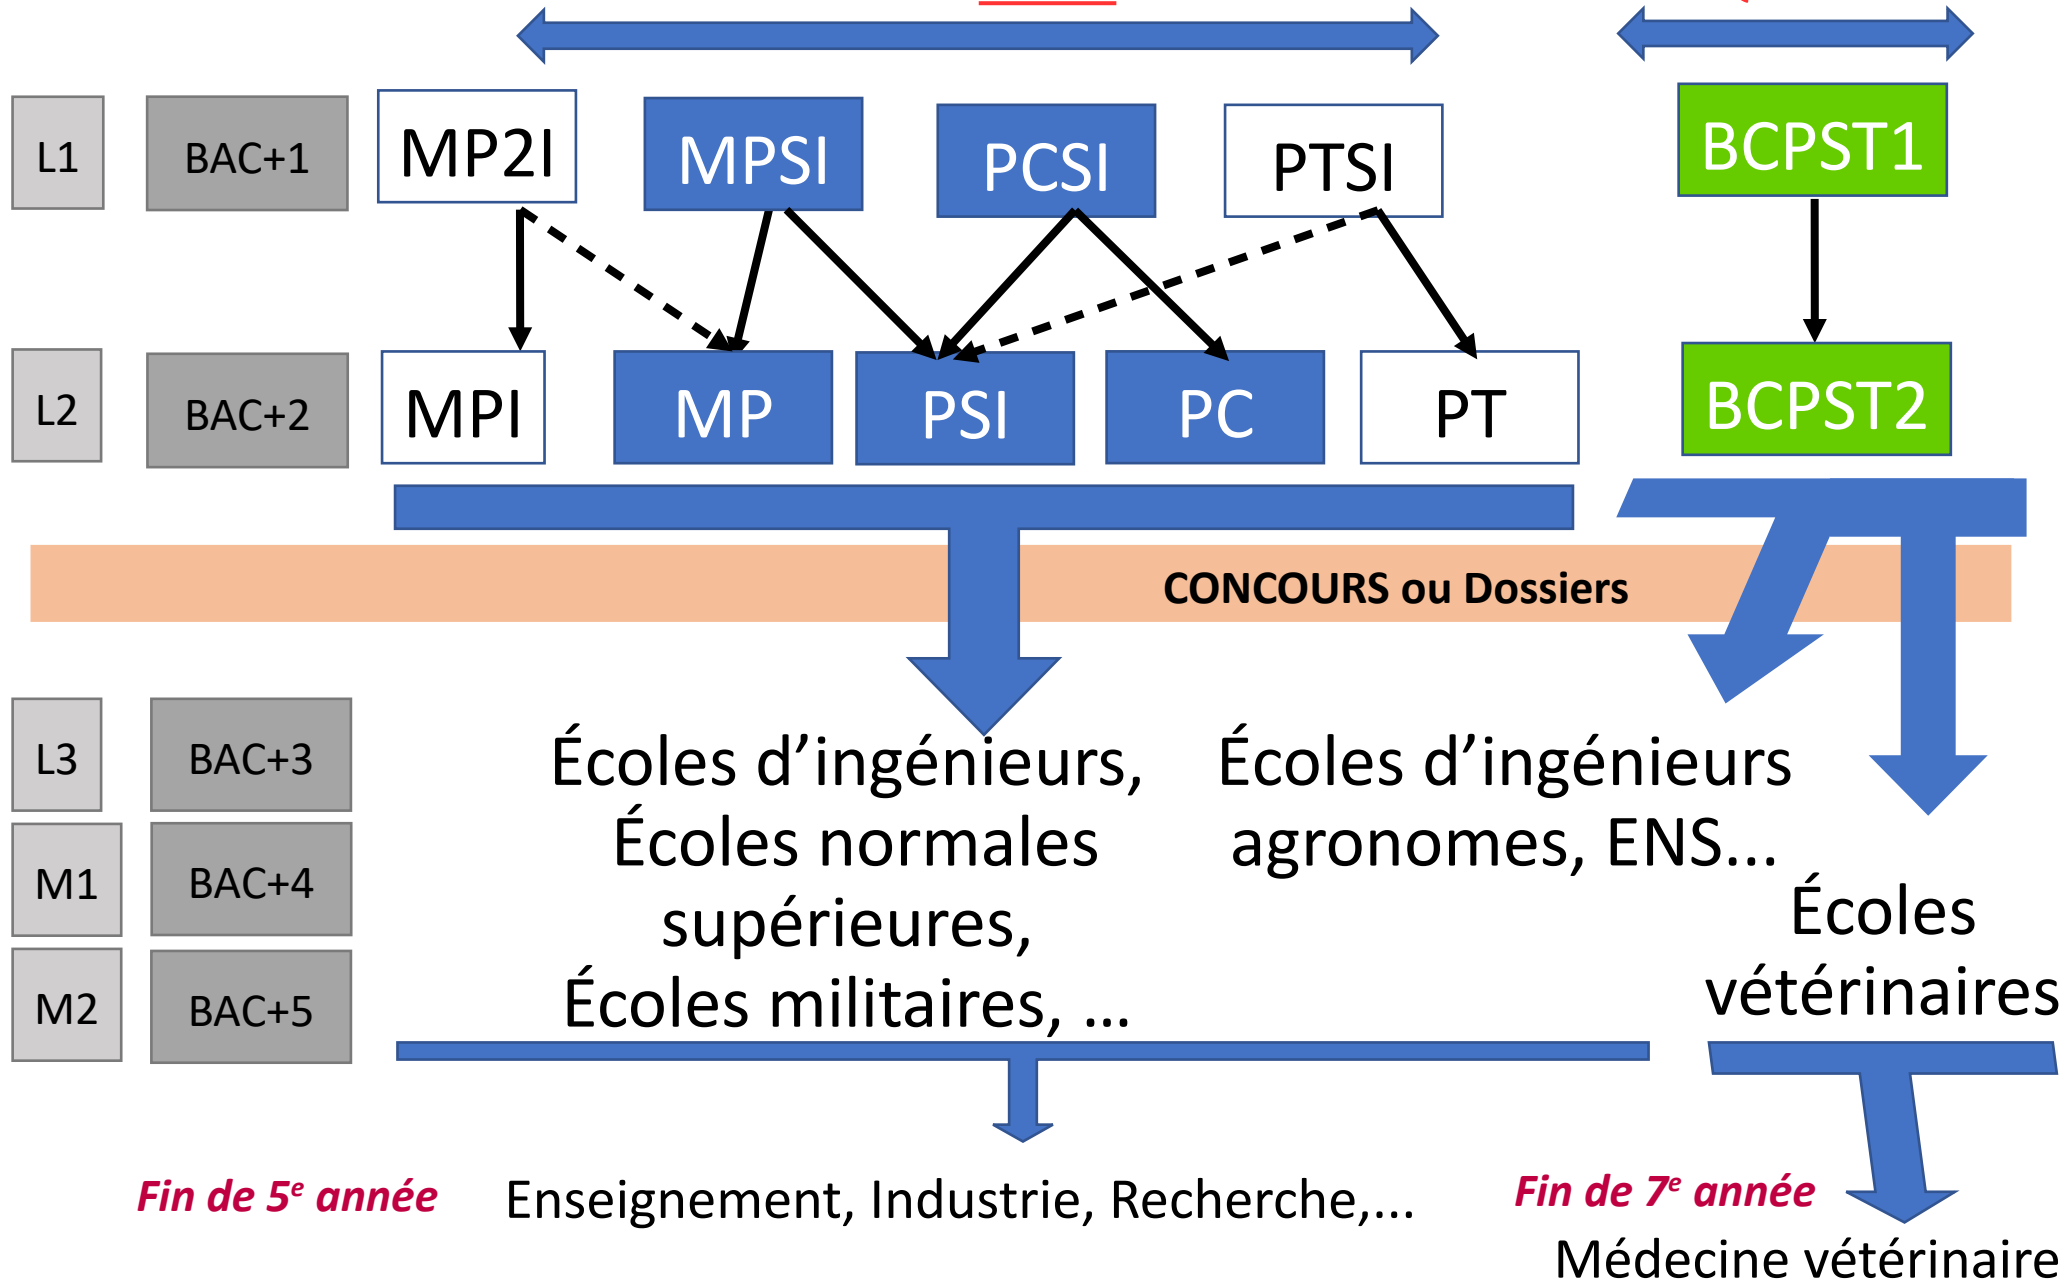 L1 BAC+1 MP2I MPSI PCSI PTSI BCPST1
L2 BAC+2 MPI MP PSI PC PT BCPST2
CONCOURS ou Dossiers
L3 BAC+3
M1 BAC+4
M2 BAC+5
École​s d’ingénieurs,
Écoles normales
supérieures,
Écoles militaires, ...
Écoles d’ingénieurs
agronomes, ENS...
Écoles
vétérinaires
Fin de 5e année
Enseignement, Industrie, Recherche,...
Fin de 7e année
Médecine vétérinaire